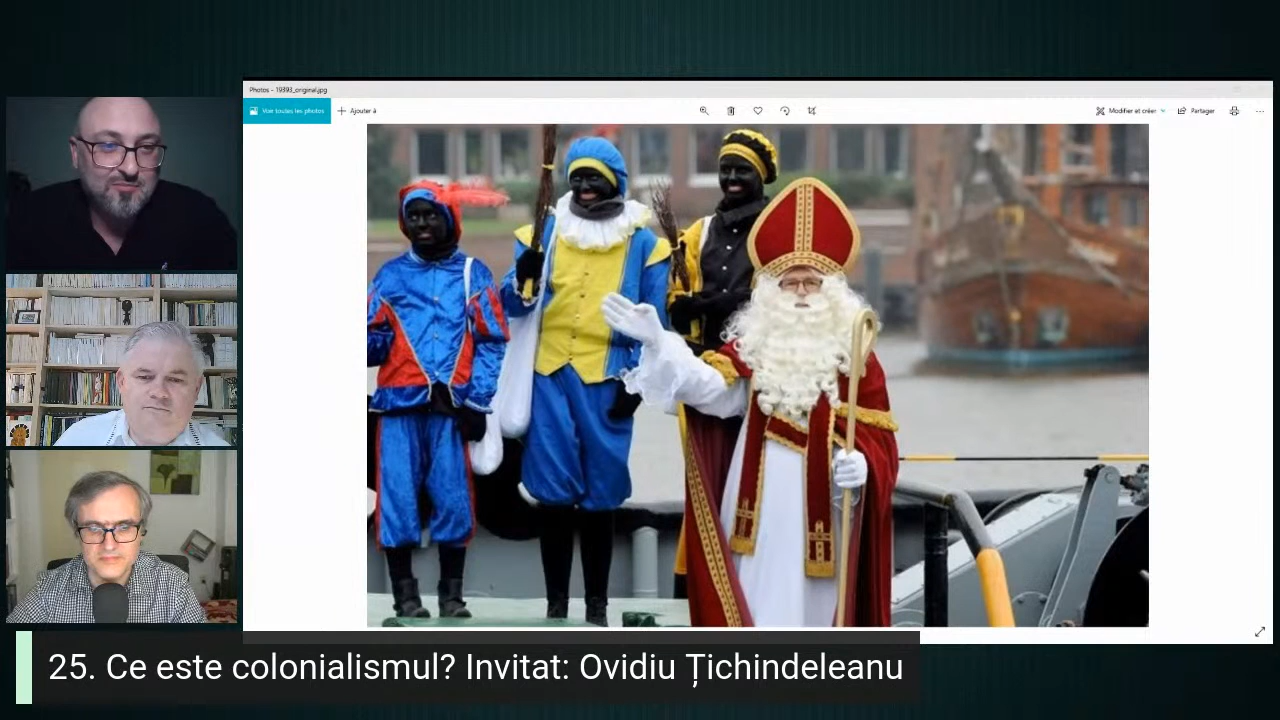 Photos - 19393_original.jpg
Voir toutes les photos
Ajouter à
Modifier et créer
Partager
25. Ce este colonialismul? Invitat: Ovidiu Țichindeleanu